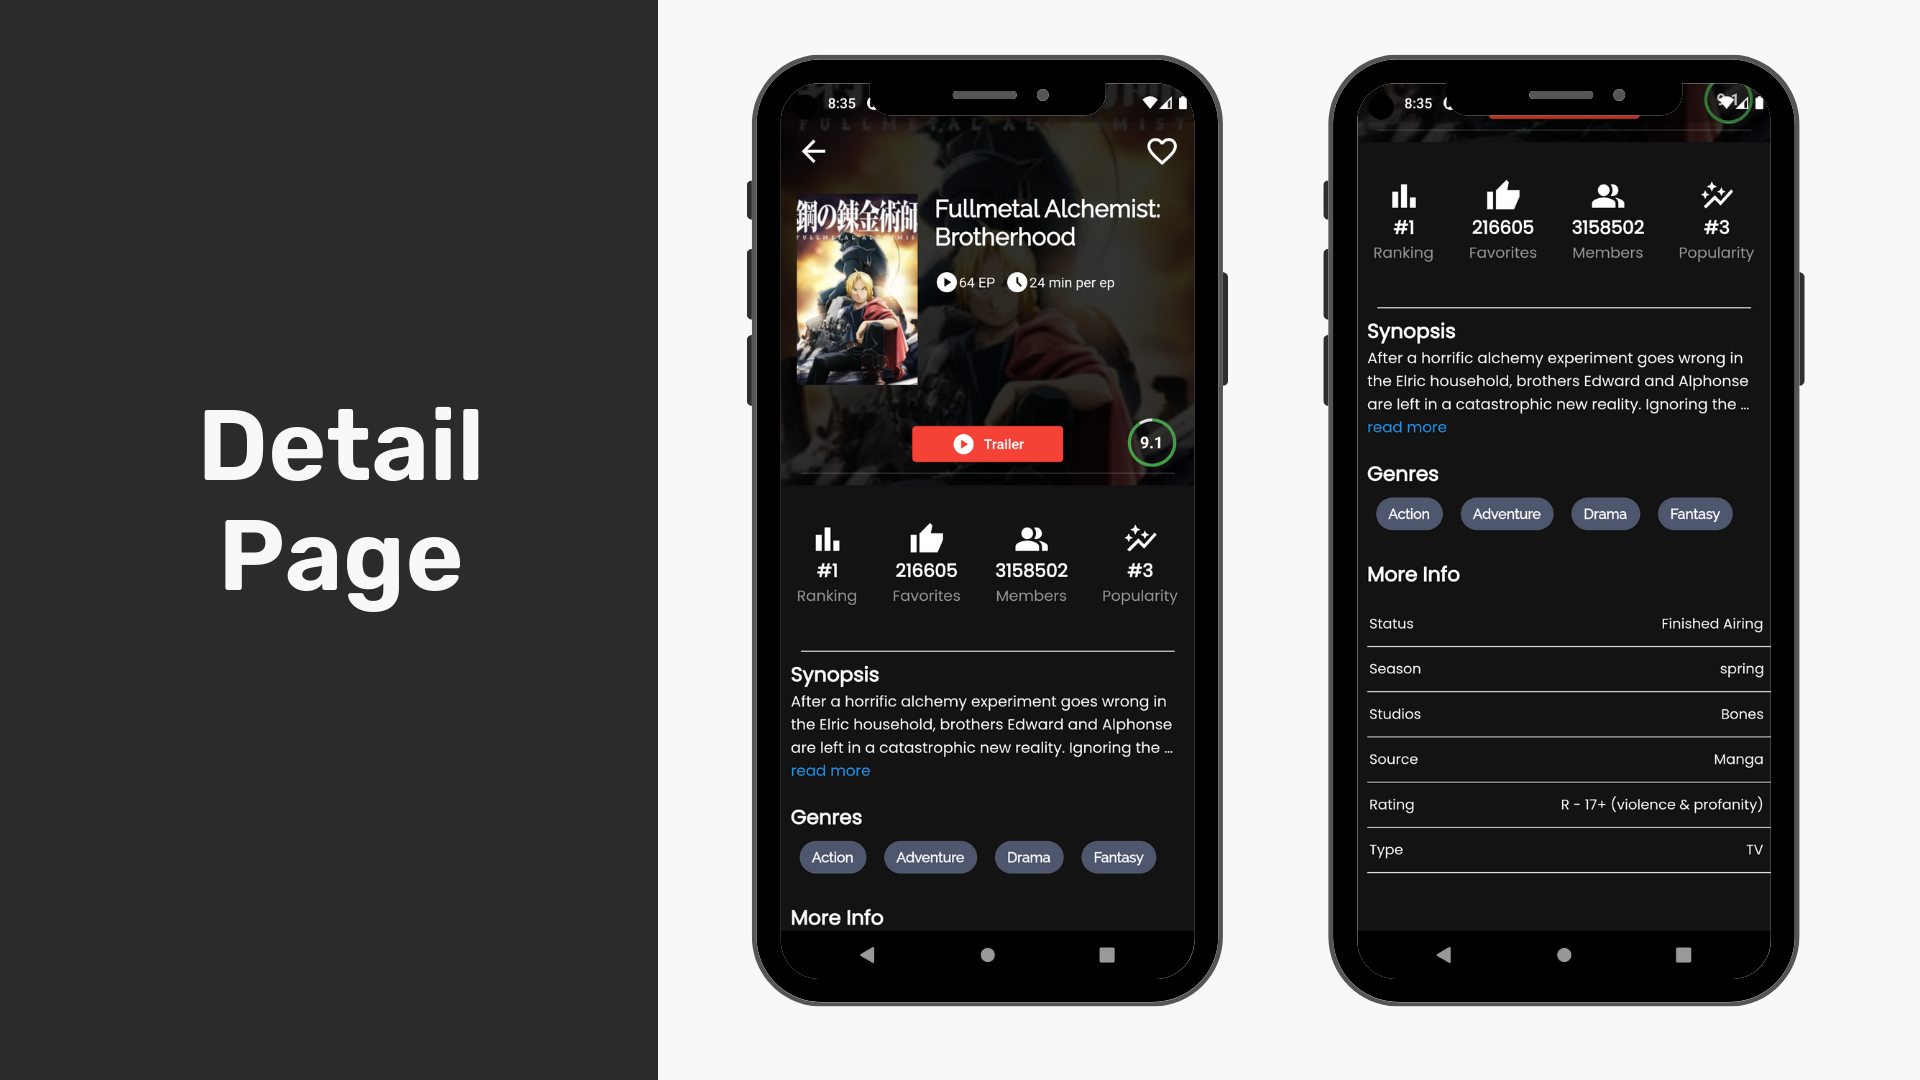 Detail
Page
8:35
FULLMETAL ALCHEMIST
鋼の錬金術師
FULLMETAL ALCHEMIST
Fullmetal Alchemist:
Brotherhood
64 EP 24 min per ep
Trailer
9.1
#1 216605 3158502 #3
Ranking Favorites Members Popularity
Synopsis
After a horrific alchemy experiment goes wrong in
the Elric household, brothers Edward and Alphonse
are left in a catastrophic new reality. Ignoring the ...
read more
Genres
Action Adventure Drama Fantasy
More Info
8:35
#1 216605 3158502 #3
Ranking Favorites Members Popularity
Synopsis
After a horrific alchemy experiment goes wrong in
the Elric household, brothers Edward and Alphonse
are left in a catastrophic new reality. Ignoring the ...
read more
Genres
Action Adventure Drama Fantasy
More Info
Status Finished Airing
Season spring
Studios Bones
Source Manga
Rating R - 17+ (violence & profanity)
Type TV